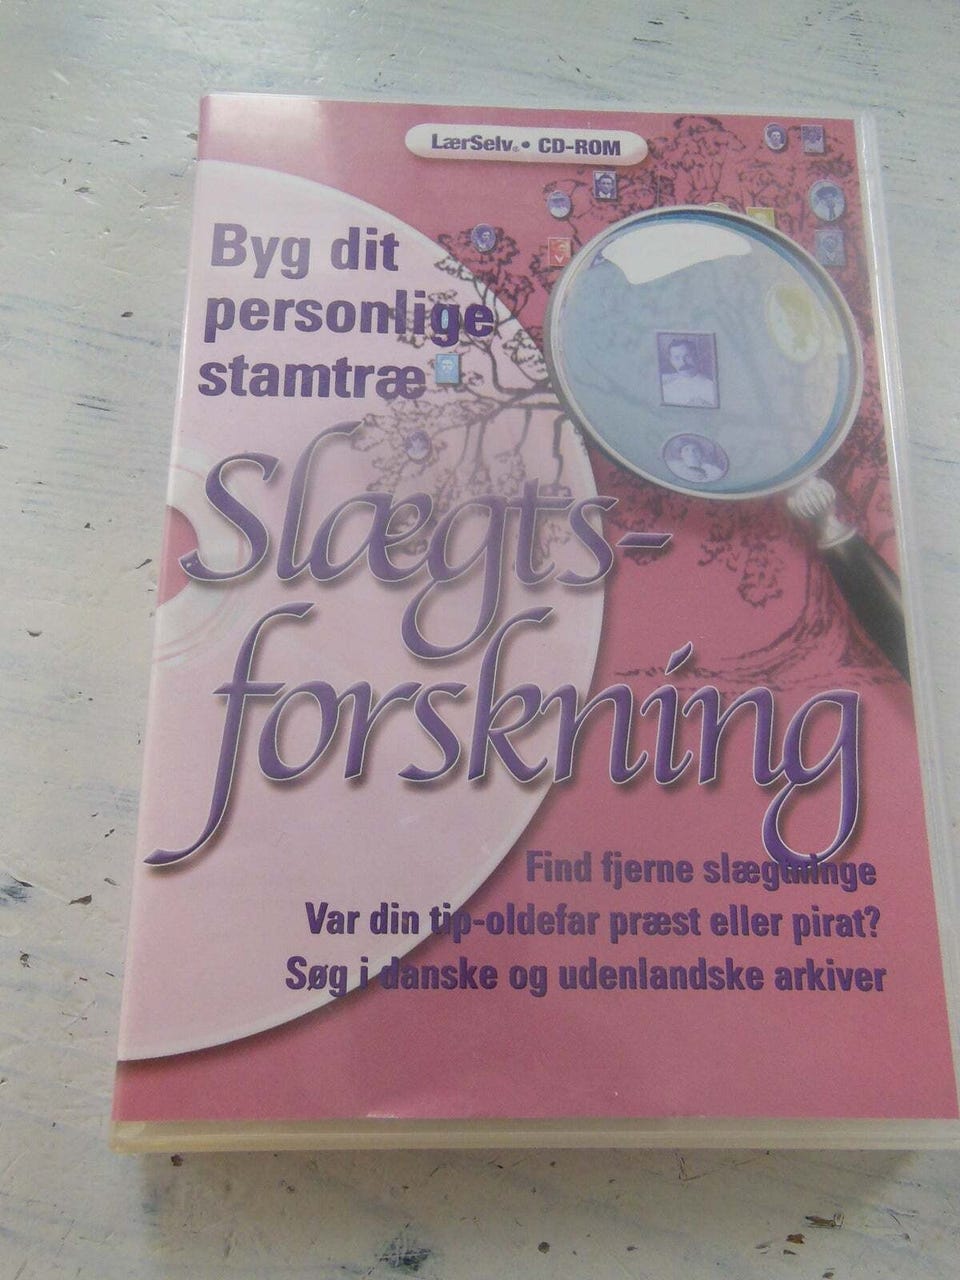 LærSelv® • CD-ROM
Byg dit
personlige
stamtræ
Slægts-
forskning
Find fjerne slægtninge
Var din tip-oldefar præst eller pirat?
Søg i danske og udenlandske arkiver